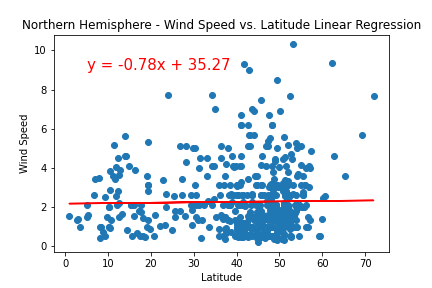 Northern Hemisphere - Wind Speed vs. Latitude Linear Regression
y = -0.78x + 35.27
10
8
6
4
2
0
Wind Speed
0 10 20 30 40 50 60 70
Latitude